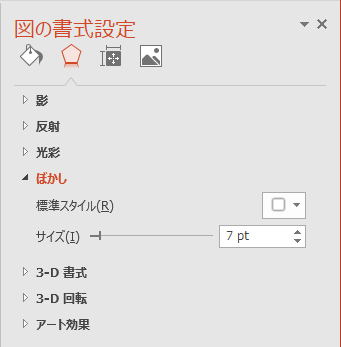 図の書式設定
影
反射
光彩
ぼかし
標準スタイル(R)
サイズ(I) 7 pt
3-D 書式
3-D 回転
アート効果